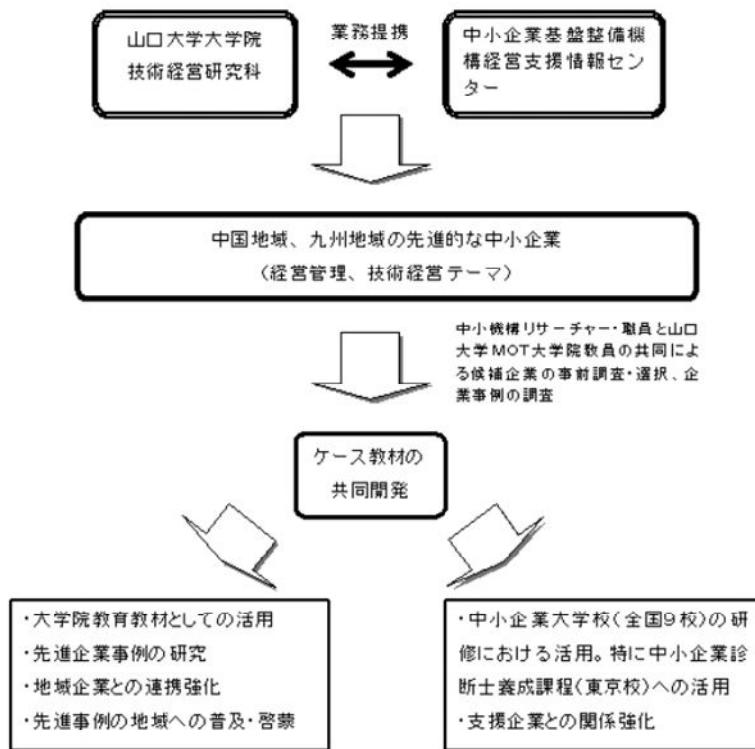 山口大学大学院
技術経営研究科
業務提携
中小企業基盤整備機
構経営支援情報セン
ター
中国地域、九州地域の先進的な中小企業
（経営管理、技術経営テーマ）
中小機構リサーチャー・職員と山口
大学MOT大学院教員の共同によ
る候補企業の事前調査・選択、企
業事例の調査
ケース教材の
共同開発
・大学院教育教材としての活用
・先進企業事例の研究
・地域企業との連携強化
・先進事例の地域への普及・啓蒙
・中小企業大学校（全国9校）の研
修における活用。特に中小企業診
断士養成課程（東京校）への活用
・支援企業との関係強化